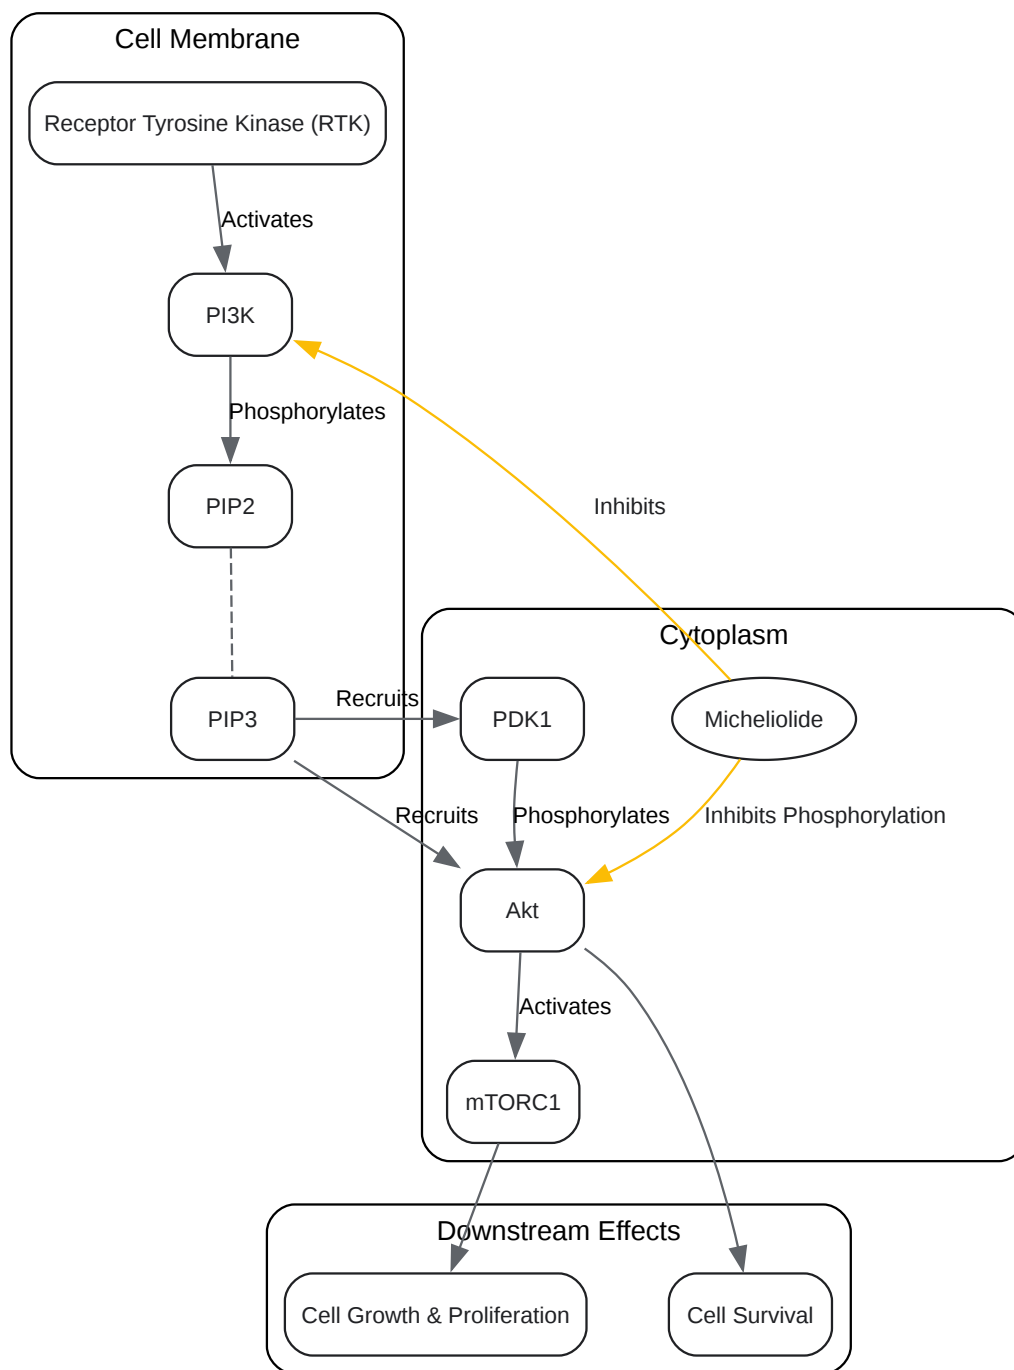 Cell Membrane
Receptor Tyrosine Kinase (RTK)
Activates
PI3K
Phosphorylates
PIP2
Inhibits
Cytoplasm
PIP3
Recruits
PDK1
Micheliolide
Recruits
Phosphorylates
Inhibits Phosphorylation
Akt
Activates
mTORC1
Downstream Effects
Cell Growth & Proliferation
Cell Survival